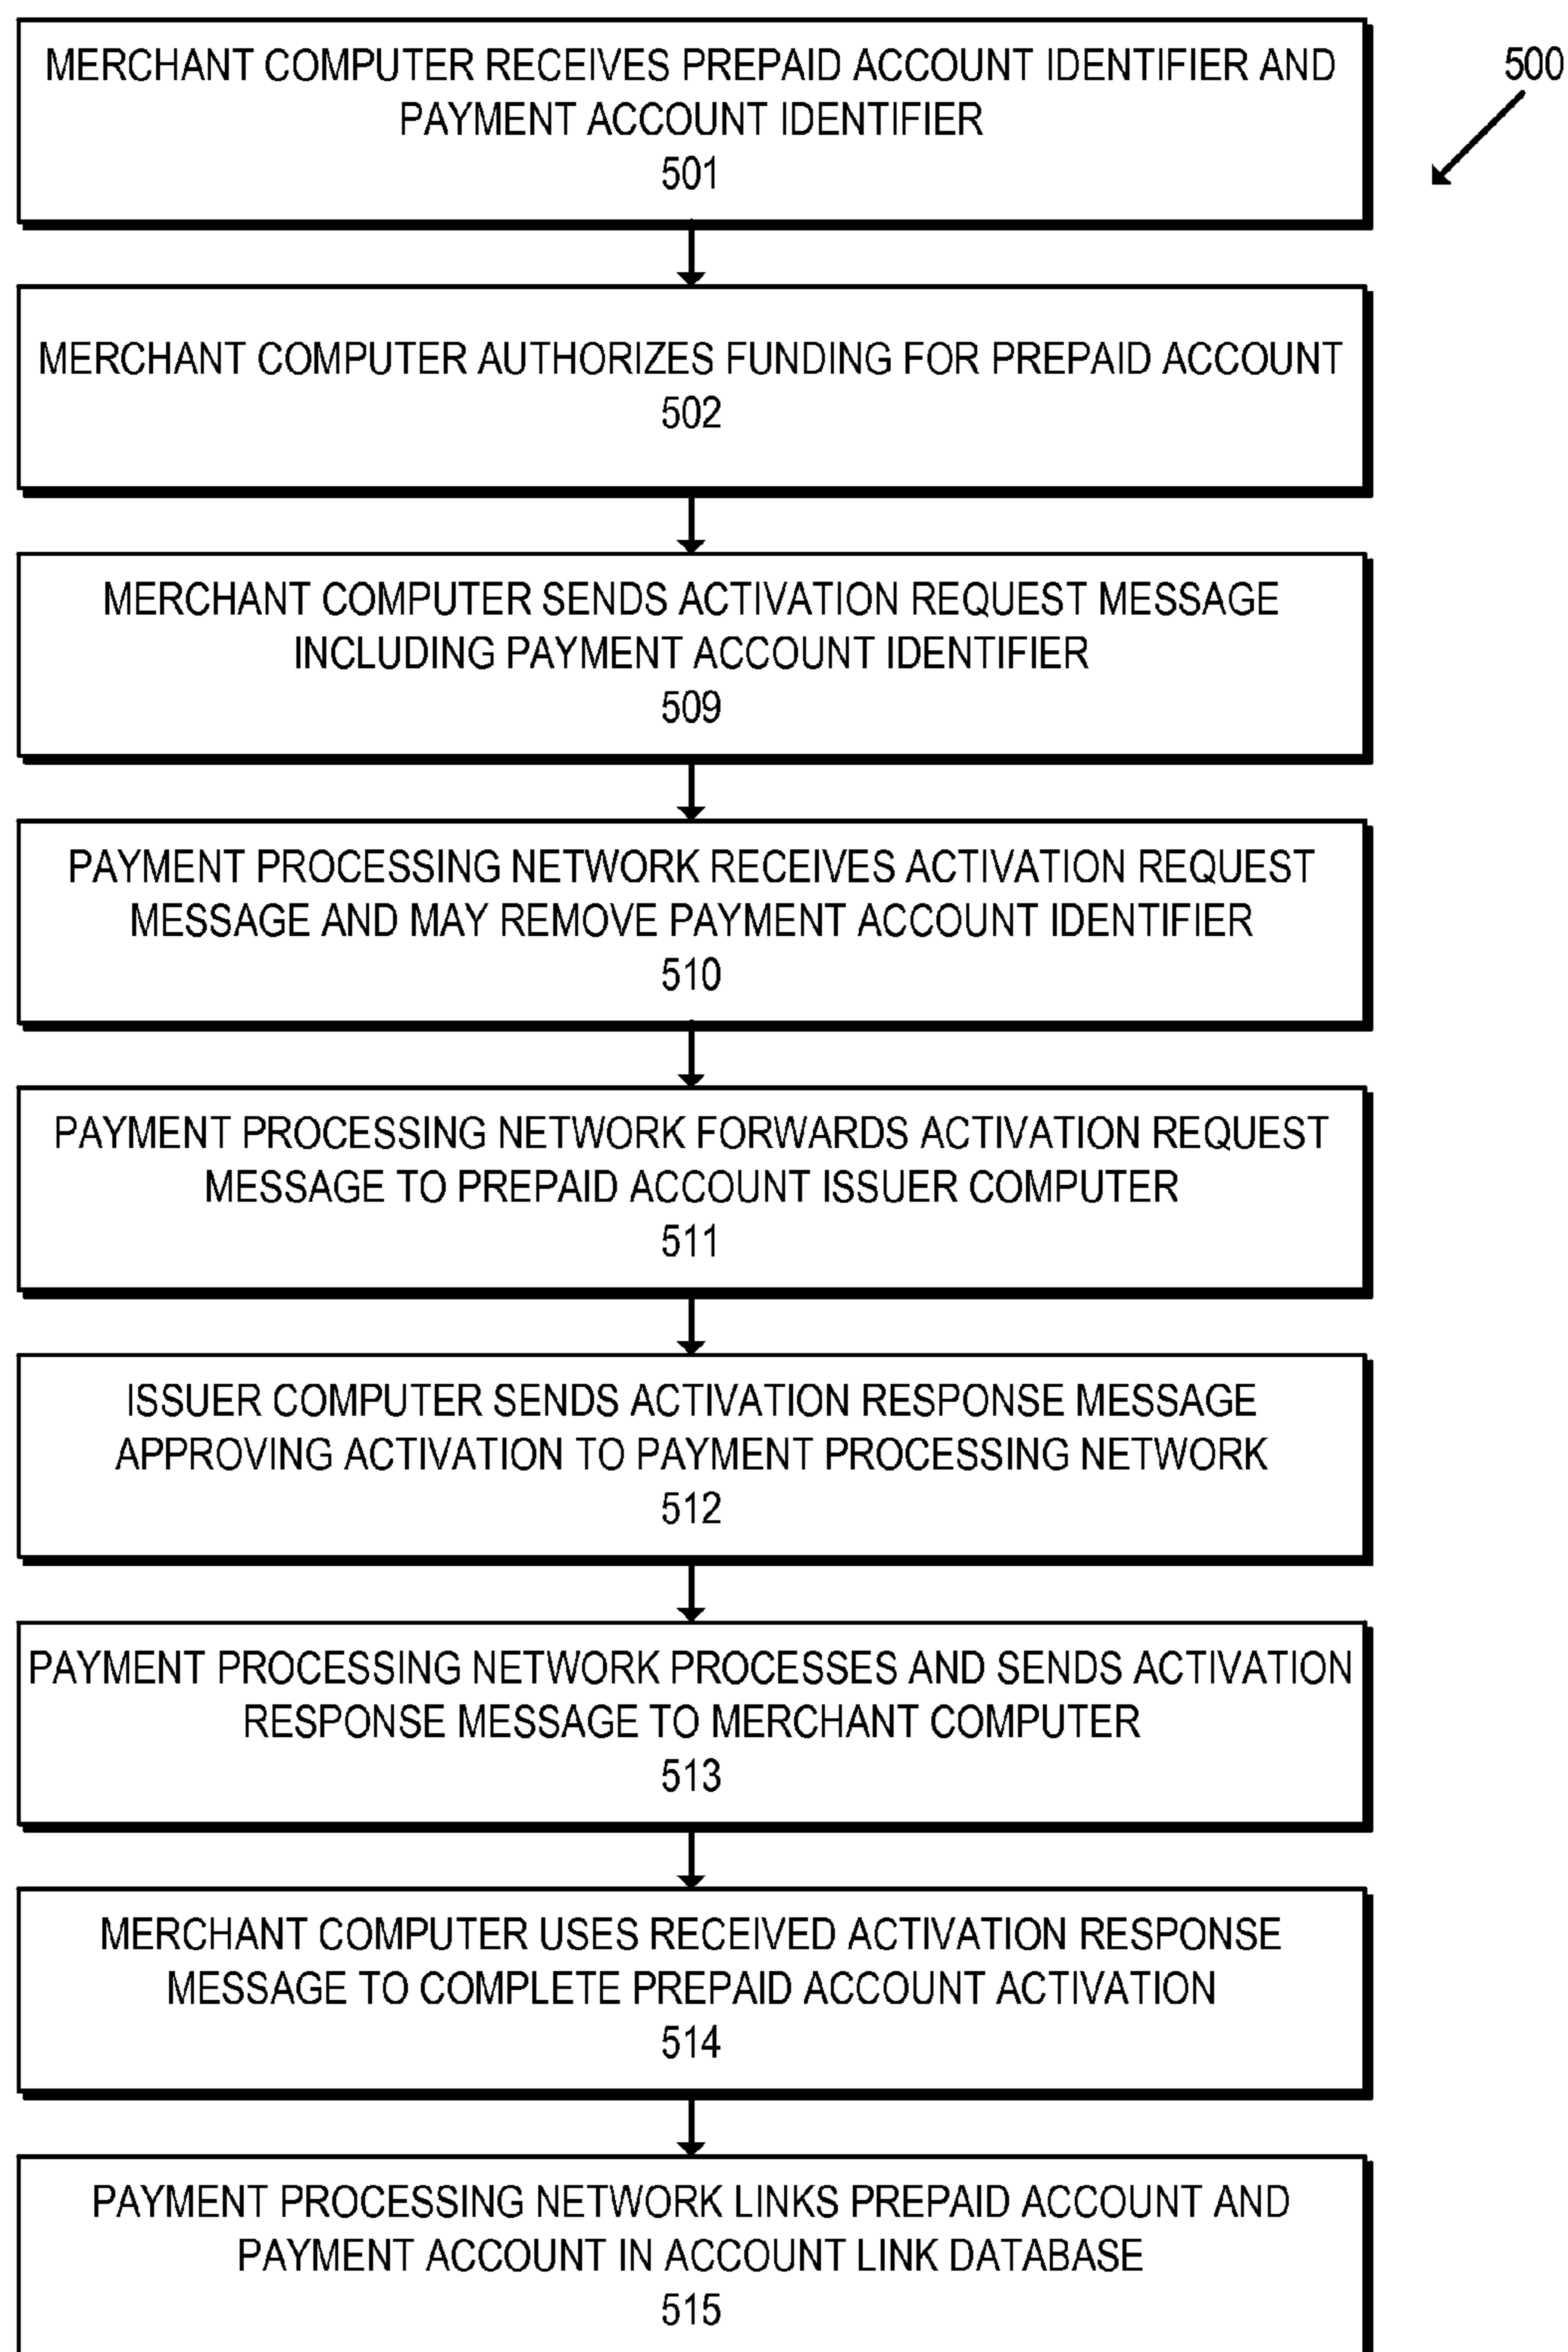 MERCHANT COMPUTER RECEIVES PREPAID ACCOUNT IDENTIFIER AND
PAYMENT ACCOUNT IDENTIFIER
501
500
MERCHANT COMPUTER AUTHORIZES FUNDING FOR PREPAID ACCOUNT
502
MERCHANT COMPUTER SENDS ACTIVATION REQUEST MESSAGE
INCLUDING PAYMENT ACCOUNT IDENTIFIER
509
PAYMENT PROCESSING NETWORK RECEIVES ACTIVATION REQUEST
MESSAGE AND MAY REMOVE PAYMENT ACCOUNT IDENTIFIER
510
PAYMENT PROCESSING NETWORK FORWARDS ACTIVATION REQUEST
MESSAGE TO PREPAID ACCOUNT ISSUER COMPUTER
511
ISSUER COMPUTER SENDS ACTIVATION RESPONSE MESSAGE
APPROVING ACTIVATION TO PAYMENT PROCESSING NETWORK
512
PAYMENT PROCESSING NETWORK PROCESSES AND SENDS ACTIVATION
RESPONSE MESSAGE TO MERCHANT COMPUTER
513
MERCHANT COMPUTER USES RECEIVED ACTIVATION RESPONSE
MESSAGE TO COMPLETE PREPAID ACCOUNT ACTIVATION
514
PAYMENT PROCESSING NETWORK LINKS PREPAID ACCOUNT AND
PAYMENT ACCOUNT IN ACCOUNT LINK DATABASE
515